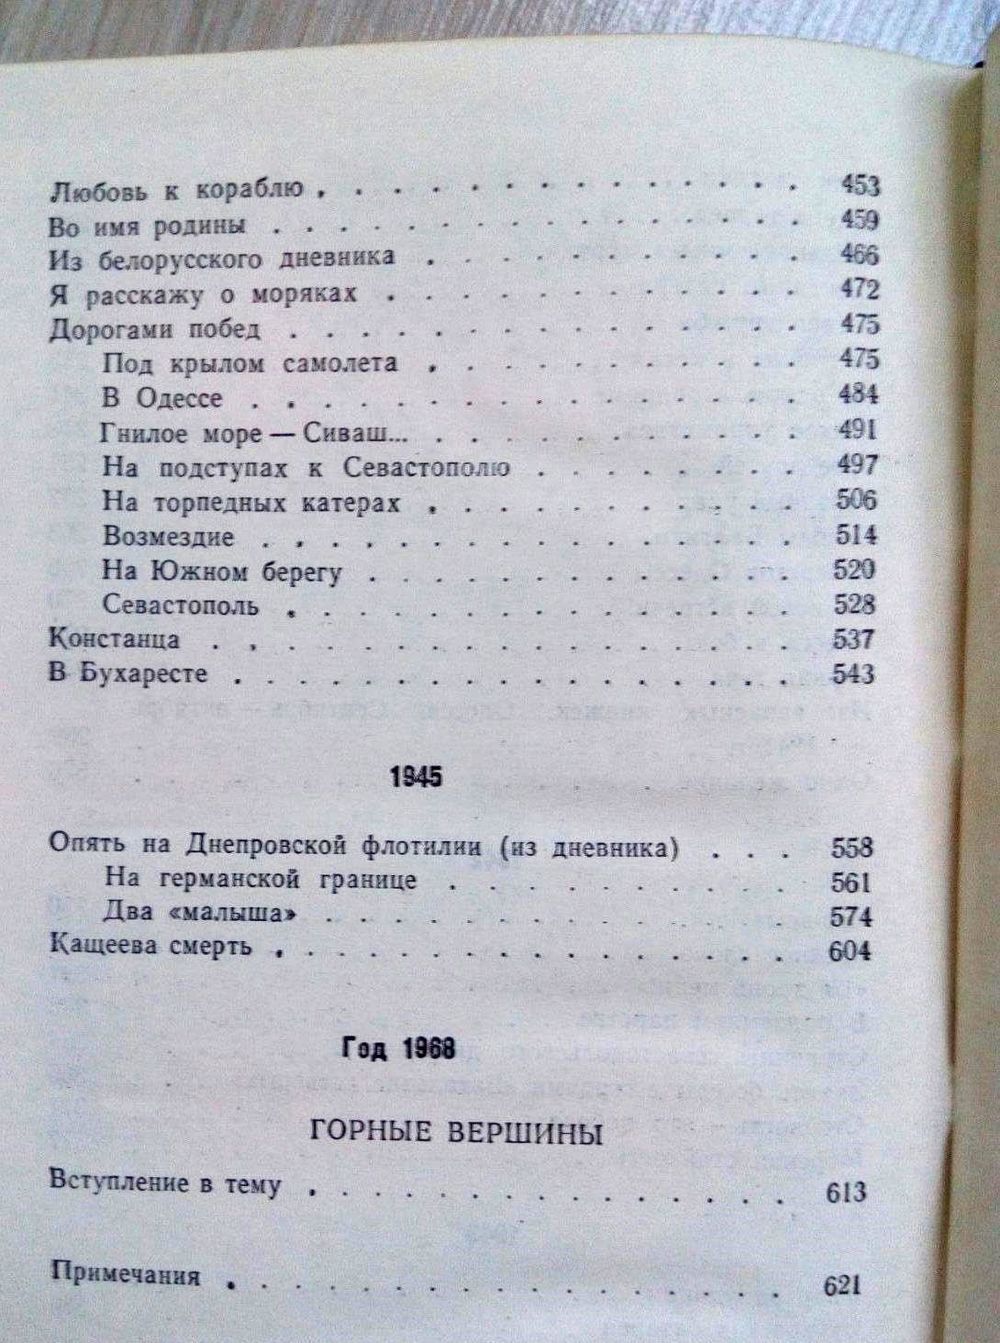 Любовь к кораблю . . . . . . . . . . . . . . 453
Во имя родины . . . . . . . . . . . . . . . 459
Из белорусского дневника . . . . . . . . . . . 466
Я расскажу о моряках . . . . . . . . . . . . 472
Дорогами побед . . . . . . . . . . . . . . . 475
Под крылом самолета . . . . . . . . . . . 475
В Одессе . . . . . . . . . . . . . . . . 484
Гнилое море — Сиваш... . . . . . . . . . . . 491
На подступах к Севастополю . . . . . . . . 497
На торпедных катерах . . . . . . . . . . . 506
Возмездие . . . . . . . . . . . . . . . . 514
На Южном берегу . . . . . . . . . . . . . 520
Севастополь . . . . . . . . . . . . . . . 528
Констанца . . . . . . . . . . . . . . . . . 537
В Бухаресте . . . . . . . . . . . . . . . . 543
1945
Опять на Днепровской флотилии (из дневника) . . . 558
На германской границе . . . . . . . . . . 561
Два «малыша» . . . . . . . . . . . . . . 574
Кащеева смерть . . . . . . . . . . . . . . . 604
Год 1968
ГОРНЫЕ ВЕРШИНЫ
Вступление в тему . . . . . . . . . . . . . 613
Примечания . . . . . . . . . . . . . . . . 621